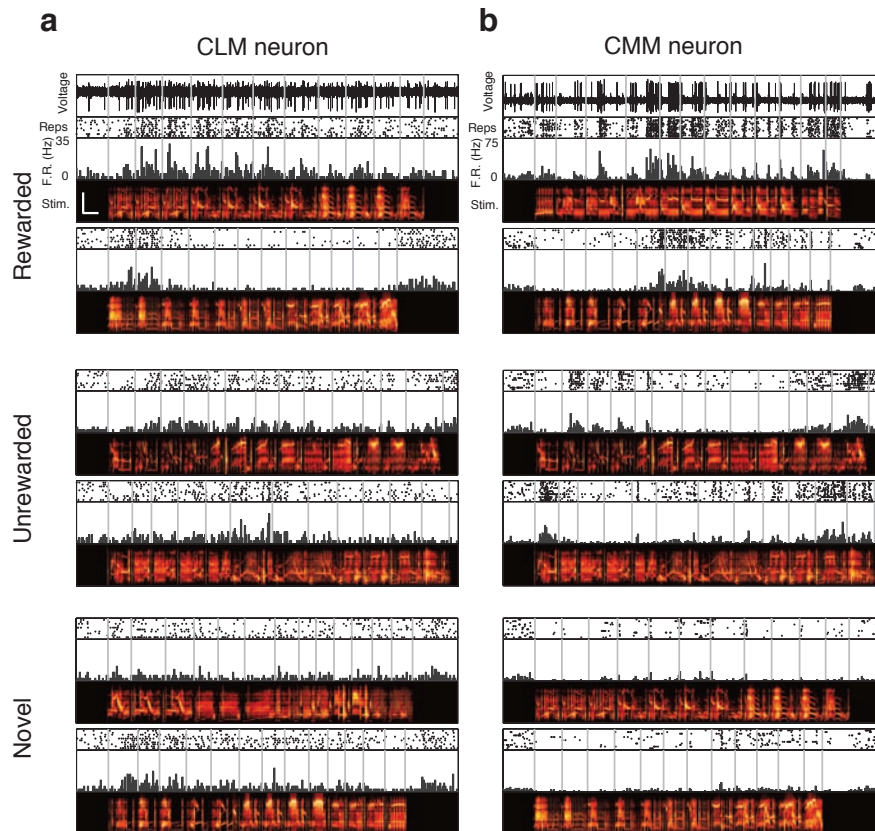 a
b
CLM neuron
CMM neuron
Rewarded
Voltage
Reps
35
F.R. (Hz)
0
Stim.
Voltage
Reps
75
F.R. (Hz)
0
Stim.
Unrewarded
Novel